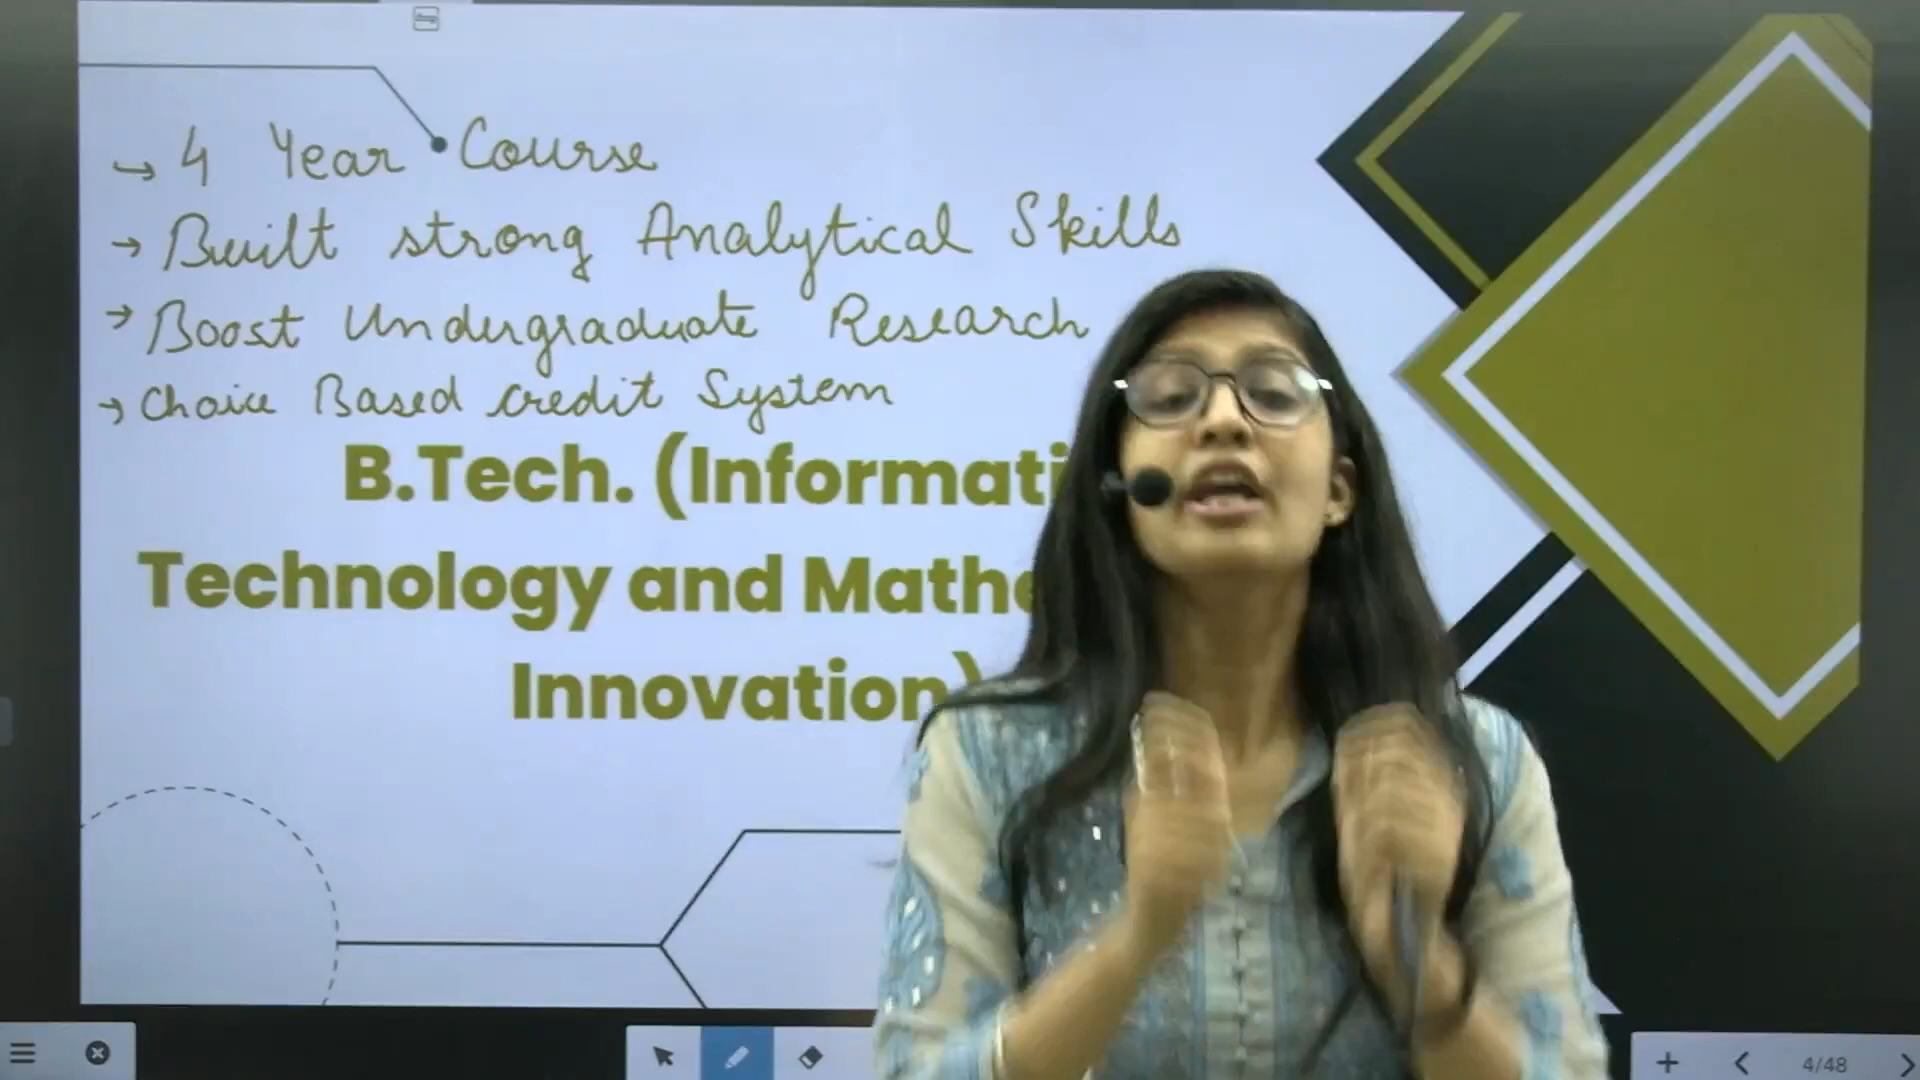 → 4 Year Course
→ Built strong Analytical Skills
→ Boost Undergraduate Research
→ Choice Based credit System
B.Tech. (Informati
Technology and Mathe
Innovation)
4/48